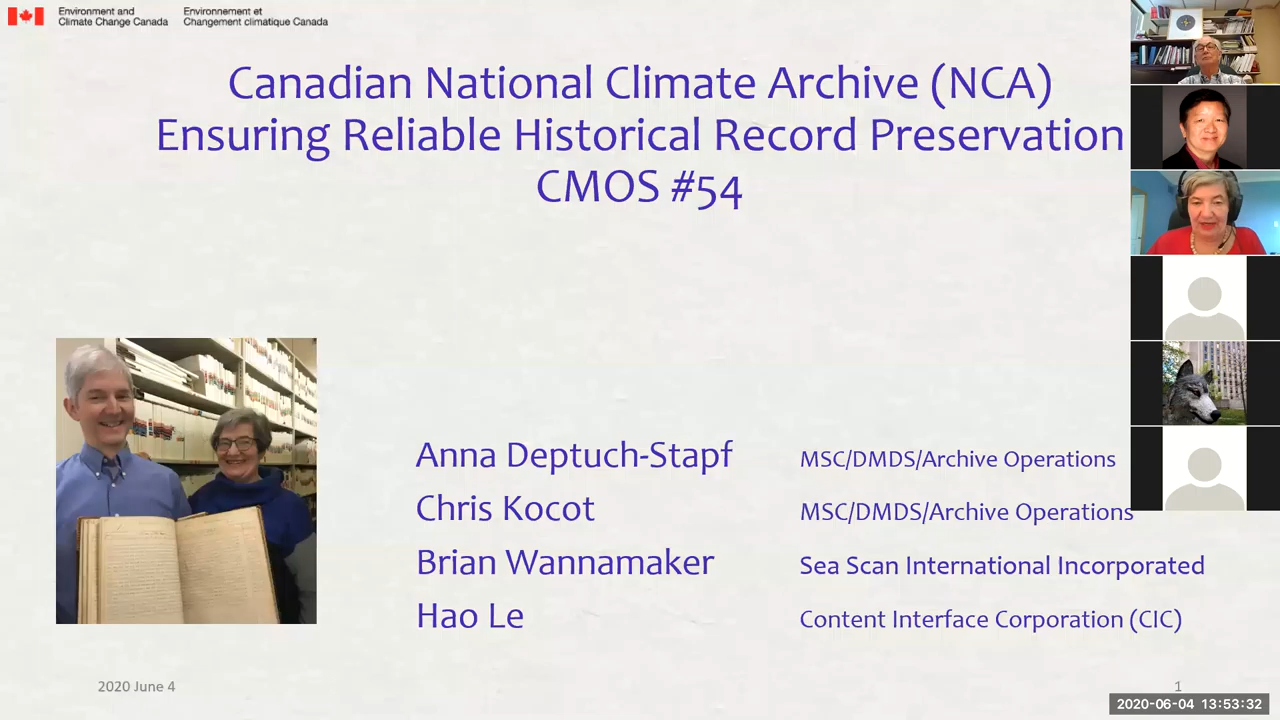 Environment and
Climate Change Canada
Environnement et
Changement climatique Canada
Canadian National Climate Archive (NCA)
Ensuring Reliable Historical Record Preservation
CMOS #54
Anna Deptuch-Stapf MSC/DMDS/Archive Operations
Chris Kocot MSC/DMDS/Archive Operations
Brian Wannamaker Sea Scan International Incorporated
Hao Le Content Interface Corporation (CIC)
2020 June 4
1
2020-06-04 13:53:32